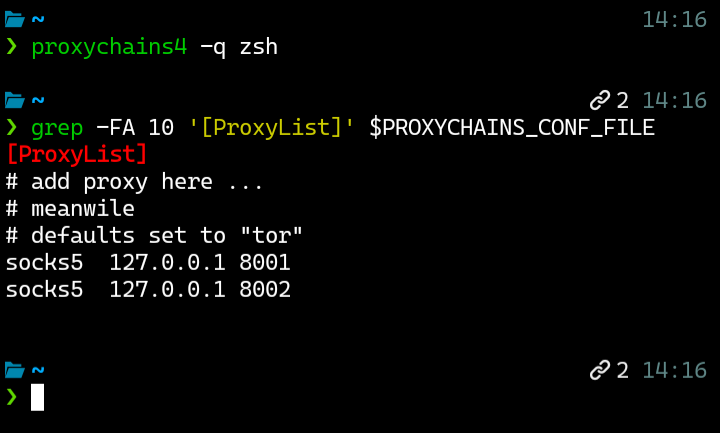 ~ 14:16
❯ proxychains4 -q zsh
~ 2 14:16
❯ grep -FA 10 '[ProxyList]' $PROXYCHAINS_CONF_FILE
[ProxyList]
# add proxy here ...
# meanwile
# defaults set to "tor"
socks5  127.0.0.1 8001
socks5  127.0.0.1 8002
~ 2 14:16
❯